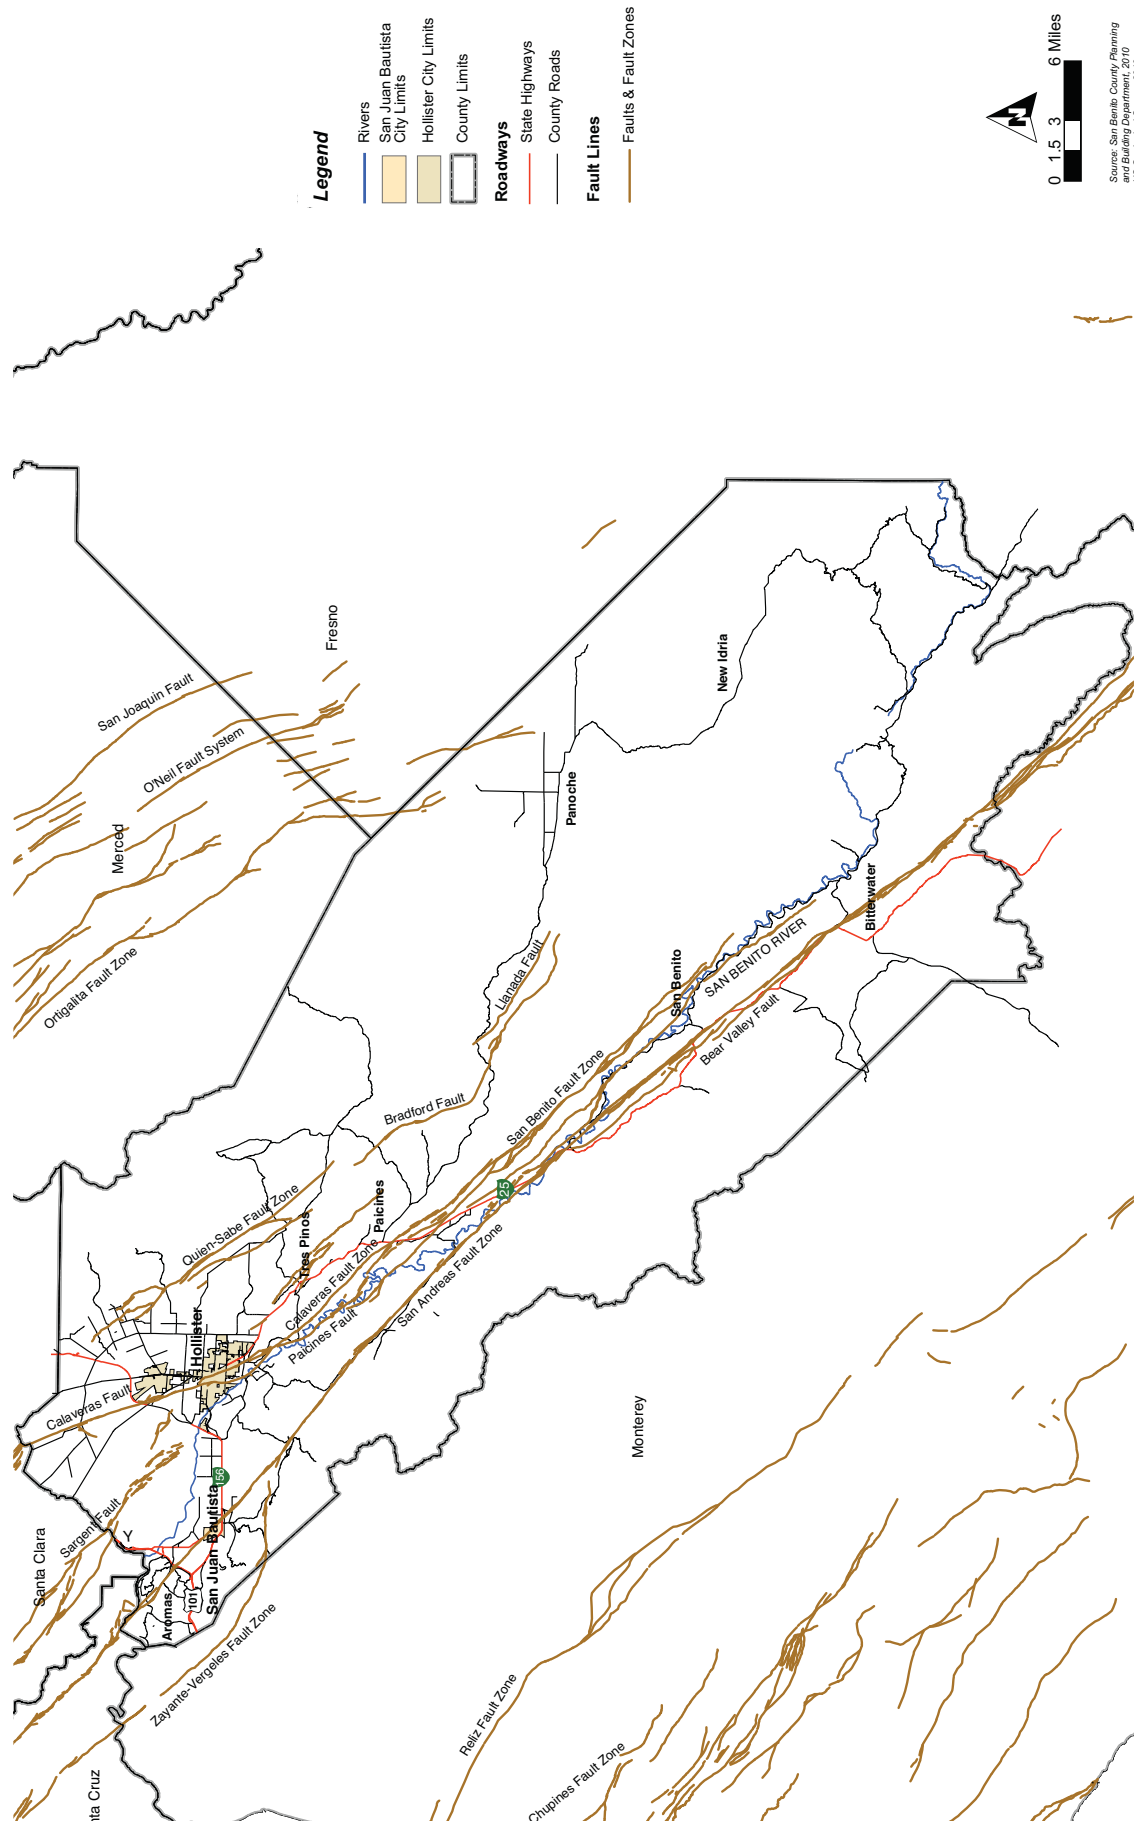 Legend
Rivers
San Juan Bautista
City Limits
Hollister City Limits
County Limits
Roadways
State Highways
County Roads
Fault Lines
Faults & Fault Zones
N
0 1.5 3 6 Miles
Source: San Benito County Planning
and Building Department, 2010
Fresno
San Joaquin Fault
O'Neil Fault System
Merced
Ortigalita Fault Zone
New Idria
Panoche
Llanada Fault
Bitterwater
SAN BENITO RIVER
San Benito
Bear Valley Fault
San Benito Fault Zone
Bradford Fault
25
Quien-Sabe Fault Zone
Tres Pinos
Paicines
Calaveras Fault Zone
Paicines Fault
San Andreas Fault Zone
Hollister
Calaveras Fault
156
San Juan Bautista
Sargent Fault
Santa Clara
Y
Aromas
101
Zayante-Vergeles Fault Zone
Monterey
Reliz Fault Zone
Chupines Fault Zone
nta Cruz